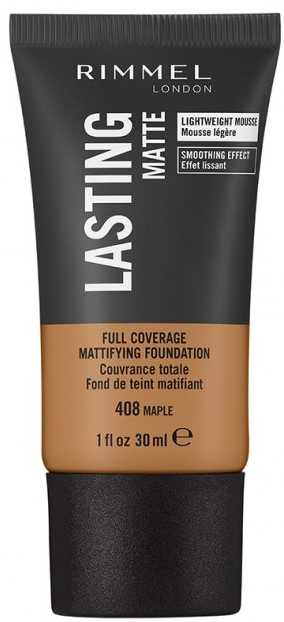 RIMMEL
LONDON
LIGHTWEIGHT MOUSSE
Mousse légère
SMOOTHING EFFECT
Effet lissant
LASTING
MATTE
FULL COVERAGE
MATTIFYING FOUNDATION
Couvrance totale
Fond de teint matifiant
408 MAPLE
1 fl oz 30 ml ℮